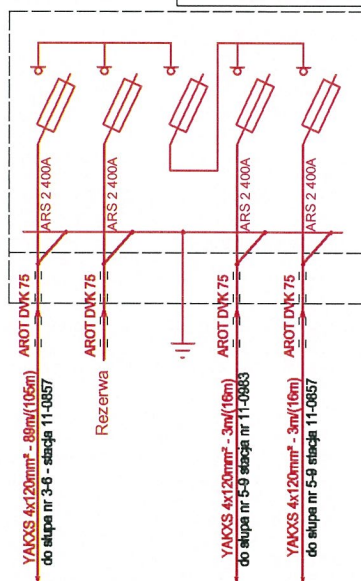 ARS 2 400A
AROT DVK 75
YAKXS 4x120mm² - 89m/(105m)
do słupa nr 3-6 - stacja 11-0857
ARS 2 400A
AROT DVK 75
Rezerwa
ARS 2 400A
AROT DVK 75
YAKXS 4x120mm² - 3m/(16m)
do słupa nr 5-9 stacja nr 11-0983
ARS 2 400A
AROT DVK 75
YAKXS 4x120mm² - 3m/(16m)
do słupa nr 5-9 stacja 11-0857